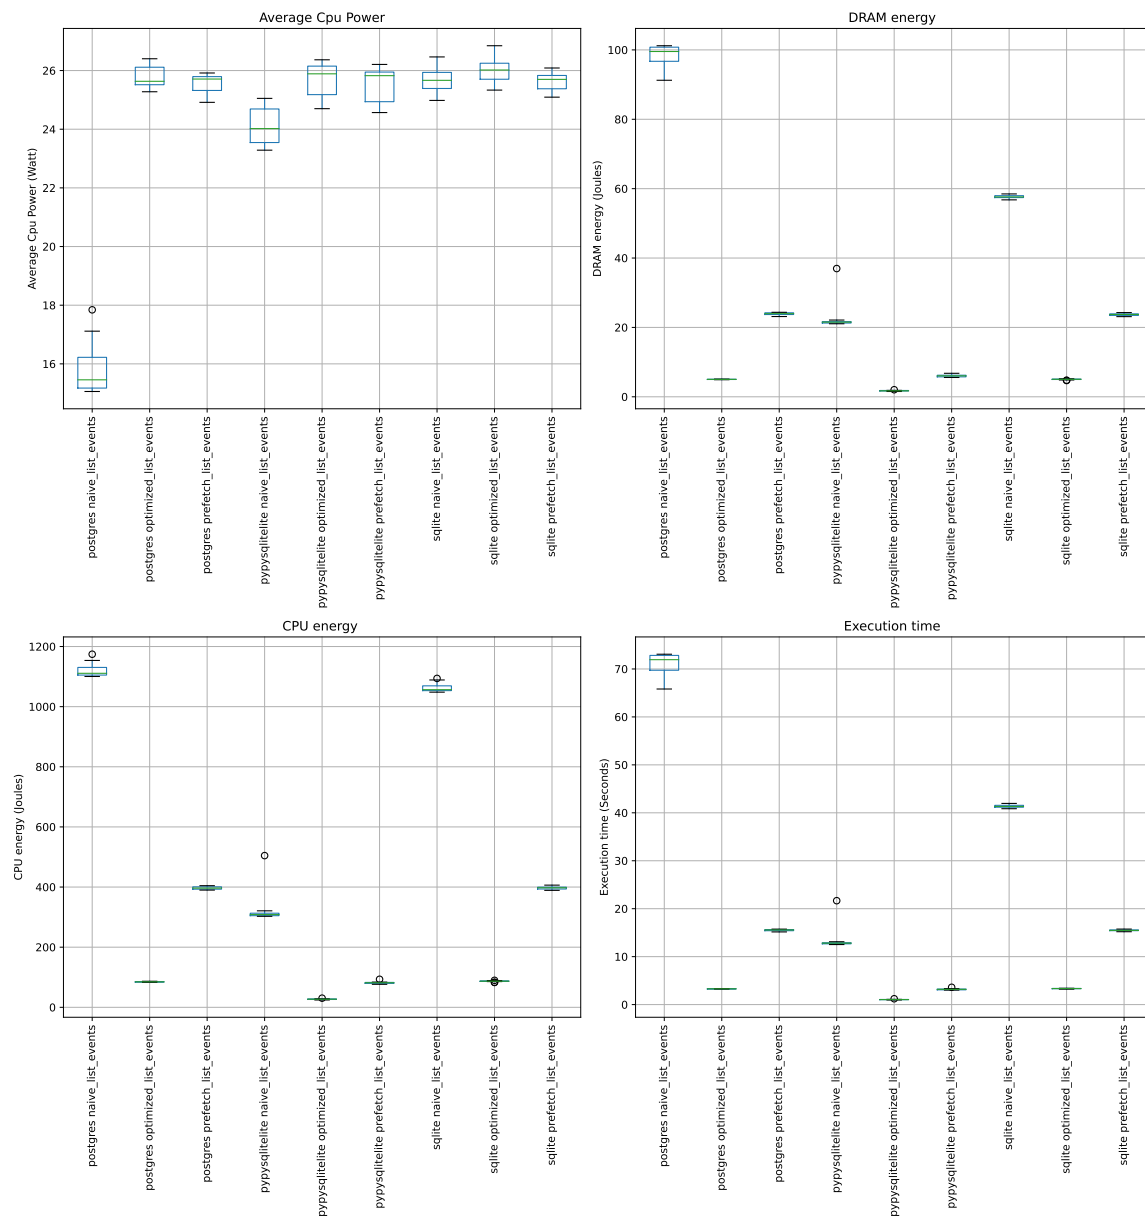 Average Cpu Power
Average Cpu Power (Watt)
26
24
22
20
18
16
postgres naive_list_events
postgres optimized_list_events
postgres prefetch_list_events
pypysqlitelite naive_list_events
pypysqlitelite optimized_list_events
pypysqlitelite prefetch_list_events
sqlite naive_list_events
sqlite optimized_list_events
sqlite prefetch_list_events
DRAM energy
DRAM energy (Joules)
100
80
60
40
20
0
postgres naive_list_events
postgres optimized_list_events
postgres prefetch_list_events
pypysqlitelite naive_list_events
pypysqlitelite optimized_list_events
pypysqlitelite prefetch_list_events
sqlite naive_list_events
sqlite optimized_list_events
sqlite prefetch_list_events
CPU energy
CPU energy (Joules)
1200
1000
800
600
400
200
0
postgres naive_list_events
postgres optimized_list_events
postgres prefetch_list_events
pypysqlitelite naive_list_events
pypysqlitelite optimized_list_events
pypysqlitelite prefetch_list_events
sqlite naive_list_events
sqlite optimized_list_events
sqlite prefetch_list_events
Execution time
Execution time (Seconds)
70
60
50
40
30
20
10
0
postgres naive_list_events
postgres optimized_list_events
postgres prefetch_list_events
pypysqlitelite naive_list_events
pypysqlitelite optimized_list_events
pypysqlitelite prefetch_list_events
sqlite naive_list_events
sqlite optimized_list_events
sqlite prefetch_list_events